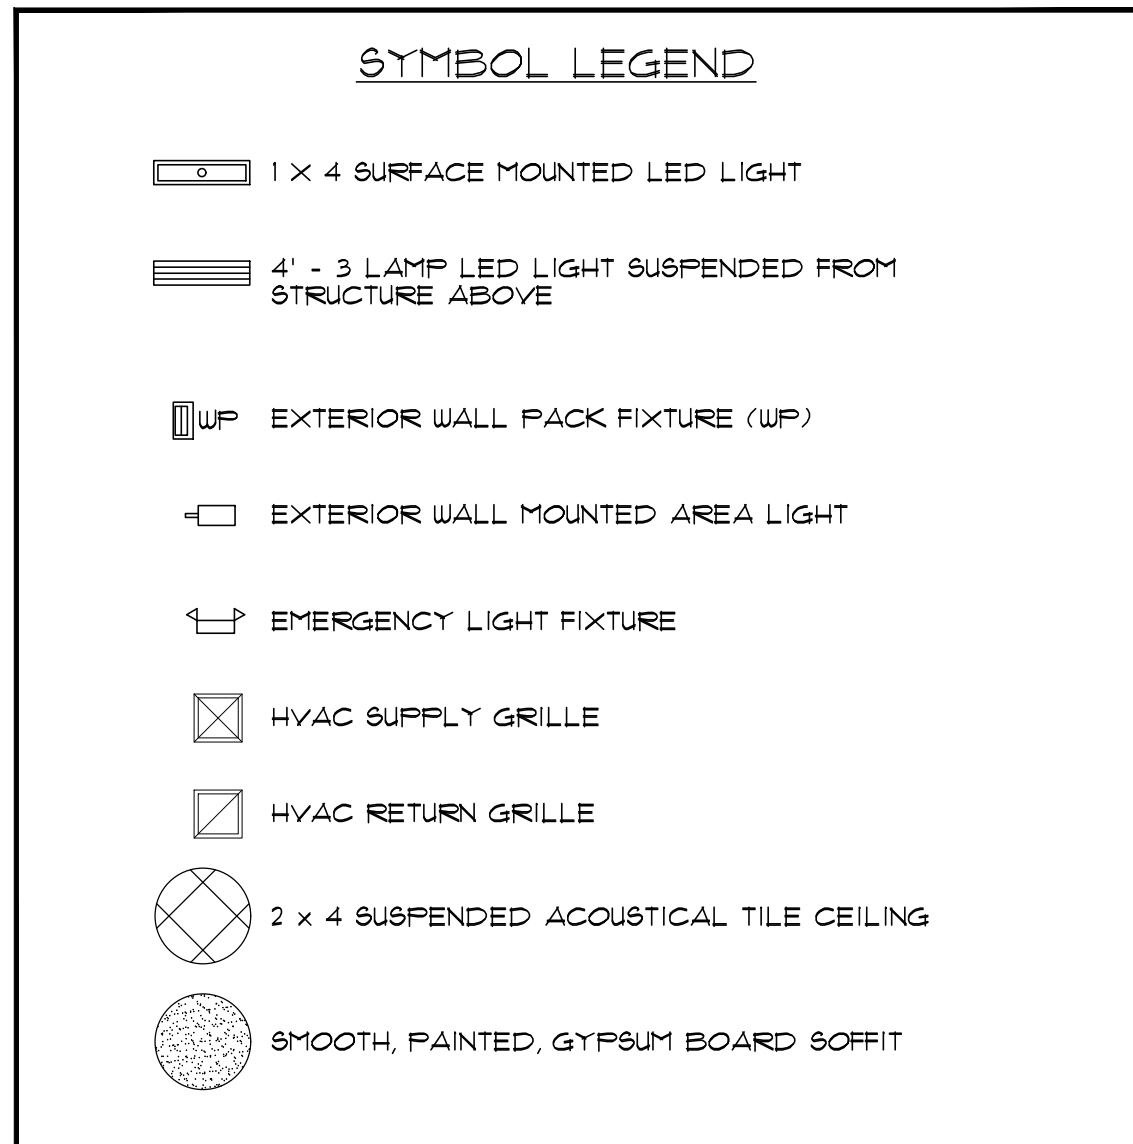 SYMBOL LEGEND
1 X 4 SURFACE MOUNTED LED LIGHT
4' - 3 LAMP LED LIGHT SUSPENDED FROM
STRUCTURE ABOVE
WP EXTERIOR WALL PACK FIXTURE (WP)
EXTERIOR WALL MOUNTED AREA LIGHT
EMERGENCY LIGHT FIXTURE
HVAC SUPPLY GRILLE
HVAC RETURN GRILLE
2 x 4 SUSPENDED ACOUSTICAL TILE CEILING
SMOOTH, PAINTED, GYPSUM BOARD SOFFIT